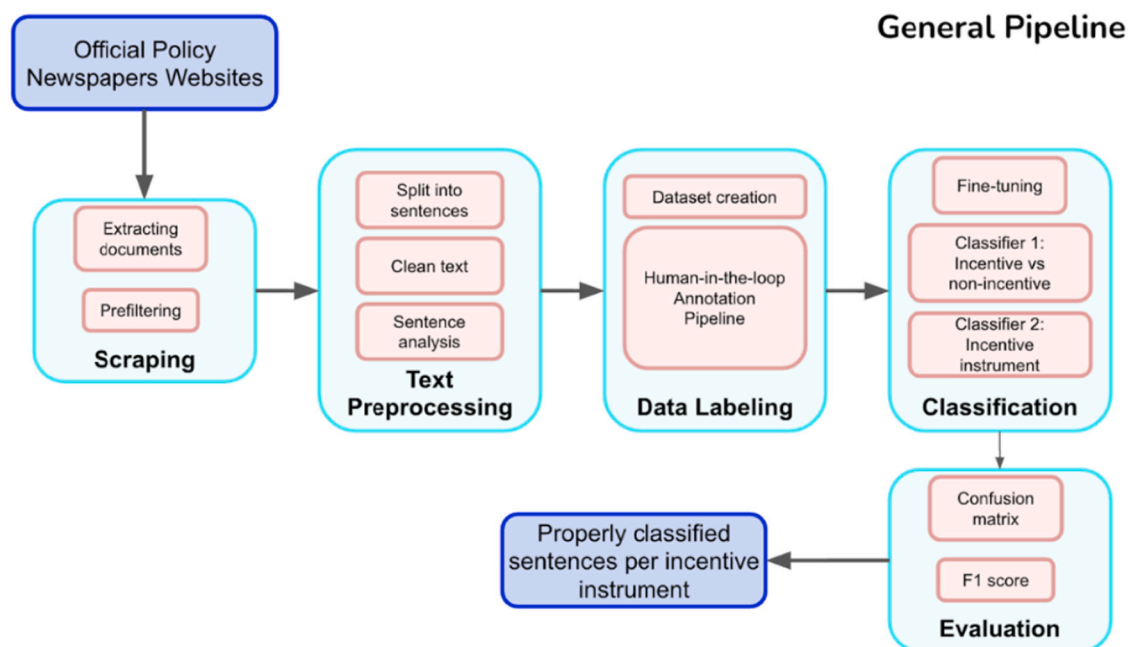 General Pipeline
Official Policy
Newspapers Websites
Extracting
documents
Prefiltering
Scraping
Split into
sentences
Clean text
Sentence
analysis
Text
Preprocessing
Dataset creation
Human-in-the-loop
Annotation
Pipeline
Data Labeling
Fine-tuning
Classifier 1:
Incentive vs
non-incentive
Classifier 2:
Incentive
instrument
Classification
Confusion
matrix
F1 score
Evaluation
Properly classified
sentences per incentive
instrument